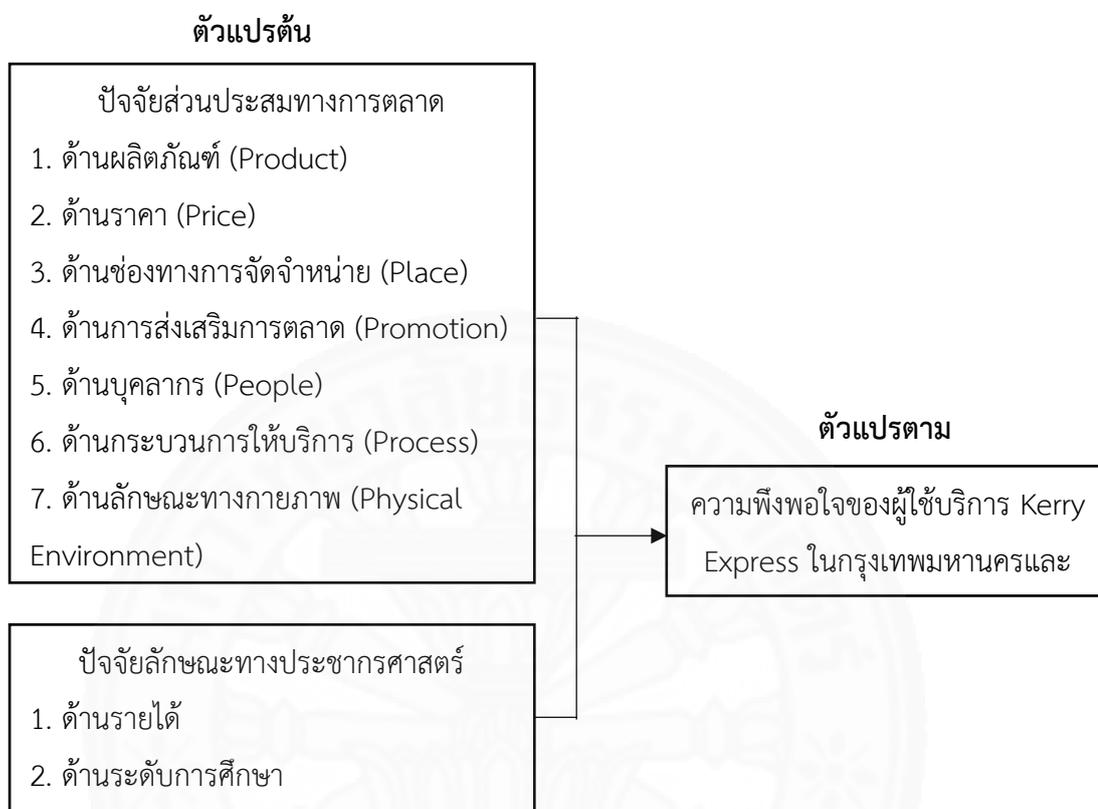 ตัวแปรต้น
ปัจจัยส่วนประสมทางการตลาด
1. ด้านผลิตภัณฑ์ (Product)
2. ด้านราคา (Price)
3. ด้านช่องทางการจัดจำหน่าย (Place)
4. ด้านการส่งเสริมการตลาด (Promotion)
5. ด้านบุคลากร (People)
6. ด้านกระบวนการให้บริการ (Process)
7. ด้านลักษณะทางกายภาพ (Physical
Environment)
ตัวแปรตาม
ความพึงพอใจของผู้ใช้บริการ Kerry
Express ในกรุงเทพมหานครและ
ปัจจัยลักษณะทางประชากรศาสตร์
1. ด้านรายได้
2. ด้านระดับการศึกษา